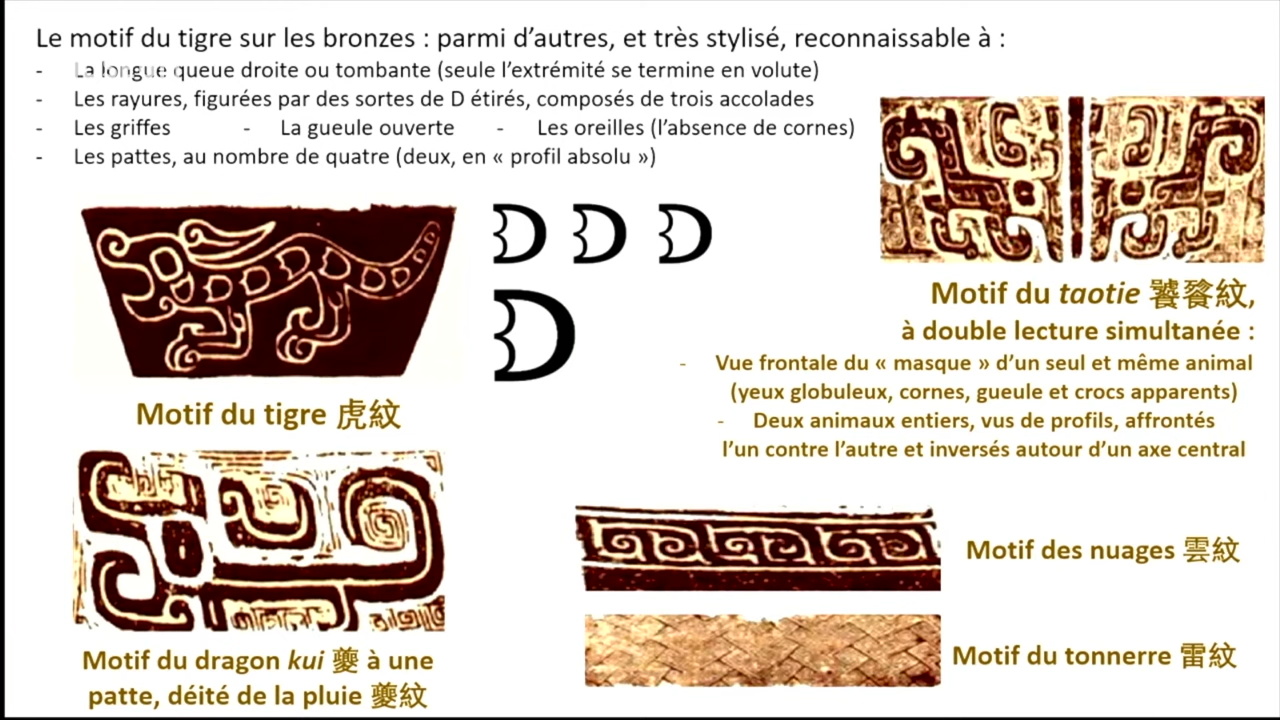 Le motif du tigre sur les bronzes : parmi d’autres, et très stylisé, reconnaissable à :
- La longue queue droite ou tombante (seule l’extrémité se termine en volute)
- Les rayures, figurées par des sortes de D étirés, composés de trois accolades
- Les griffes - La gueule ouverte - Les oreilles (l’absence de cornes)
- Les pattes, au nombre de quatre (deux, en « profil absolu »)
Motif du tigre 虎紋
Motif du dragon kui 夔 à une
patte, déité de la pluie 夔紋
Motif du taotie 饕餮紋,
à double lecture simultanée :
- Vue frontale du « masque » d’un seul et même animal
(yeux globuleux, cornes, gueule et crocs apparents)
- Deux animaux entiers, vus de profils, affrontés
l’un contre l’autre et inversés autour d’un axe central
Motif des nuages 雲紋
Motif du tonnerre 雷紋